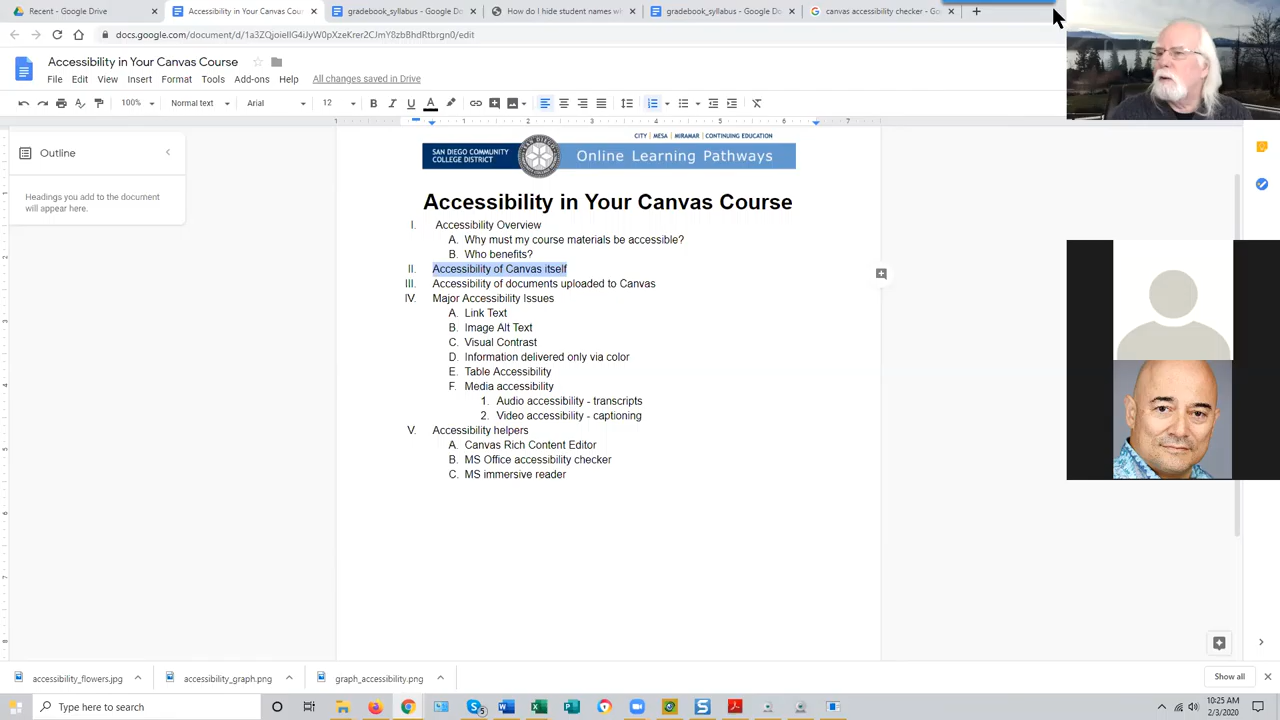 Recent - Google Drive
Accessibility in Your Canvas Cou
gradebook_syllabus - Google Do
How do I hide student names wh
gradebook_syllabus - Google Do
canvas accessibility checker - Go
docs.google.com/document/d/
/edit
Accessibility in Your Canvas Course
File Edit View Insert Format Tools Add-ons Help All changes saved in Drive
100% Normal text Arial 12 B I U A
Outline
Headings you add to the document
will appear here.
CITY | MESA | MIRAMAR | CONTINUING EDUCATION
SAN DIEGO COMMUNITY
COLLEGE DISTRICT
Online Learning Pathways
Accessibility in Your Canvas Course
I. Accessibility Overview
A. Why must my course materials be accessible?
B. Who benefits?
II. Accessibility of Canvas itself
III. Accessibility of documents uploaded to Canvas
IV. Major Accessibility Issues
A. Link Text
B. Image Alt Text
C. Visual Contrast
D. Information delivered only via color
E. Table Accessibility
F. Media accessibility
1. Audio accessibility - transcripts
2. Video accessibility - captioning
V. Accessibility helpers
A. Canvas Rich Content Editor
B. MS Office accessibility checker
C. MS immersive reader
accessibility_flowers.jpg
accessibility_graph.png
graph_accessibility.png
Show all
Type here to search
10:25 AM
2/3/2020